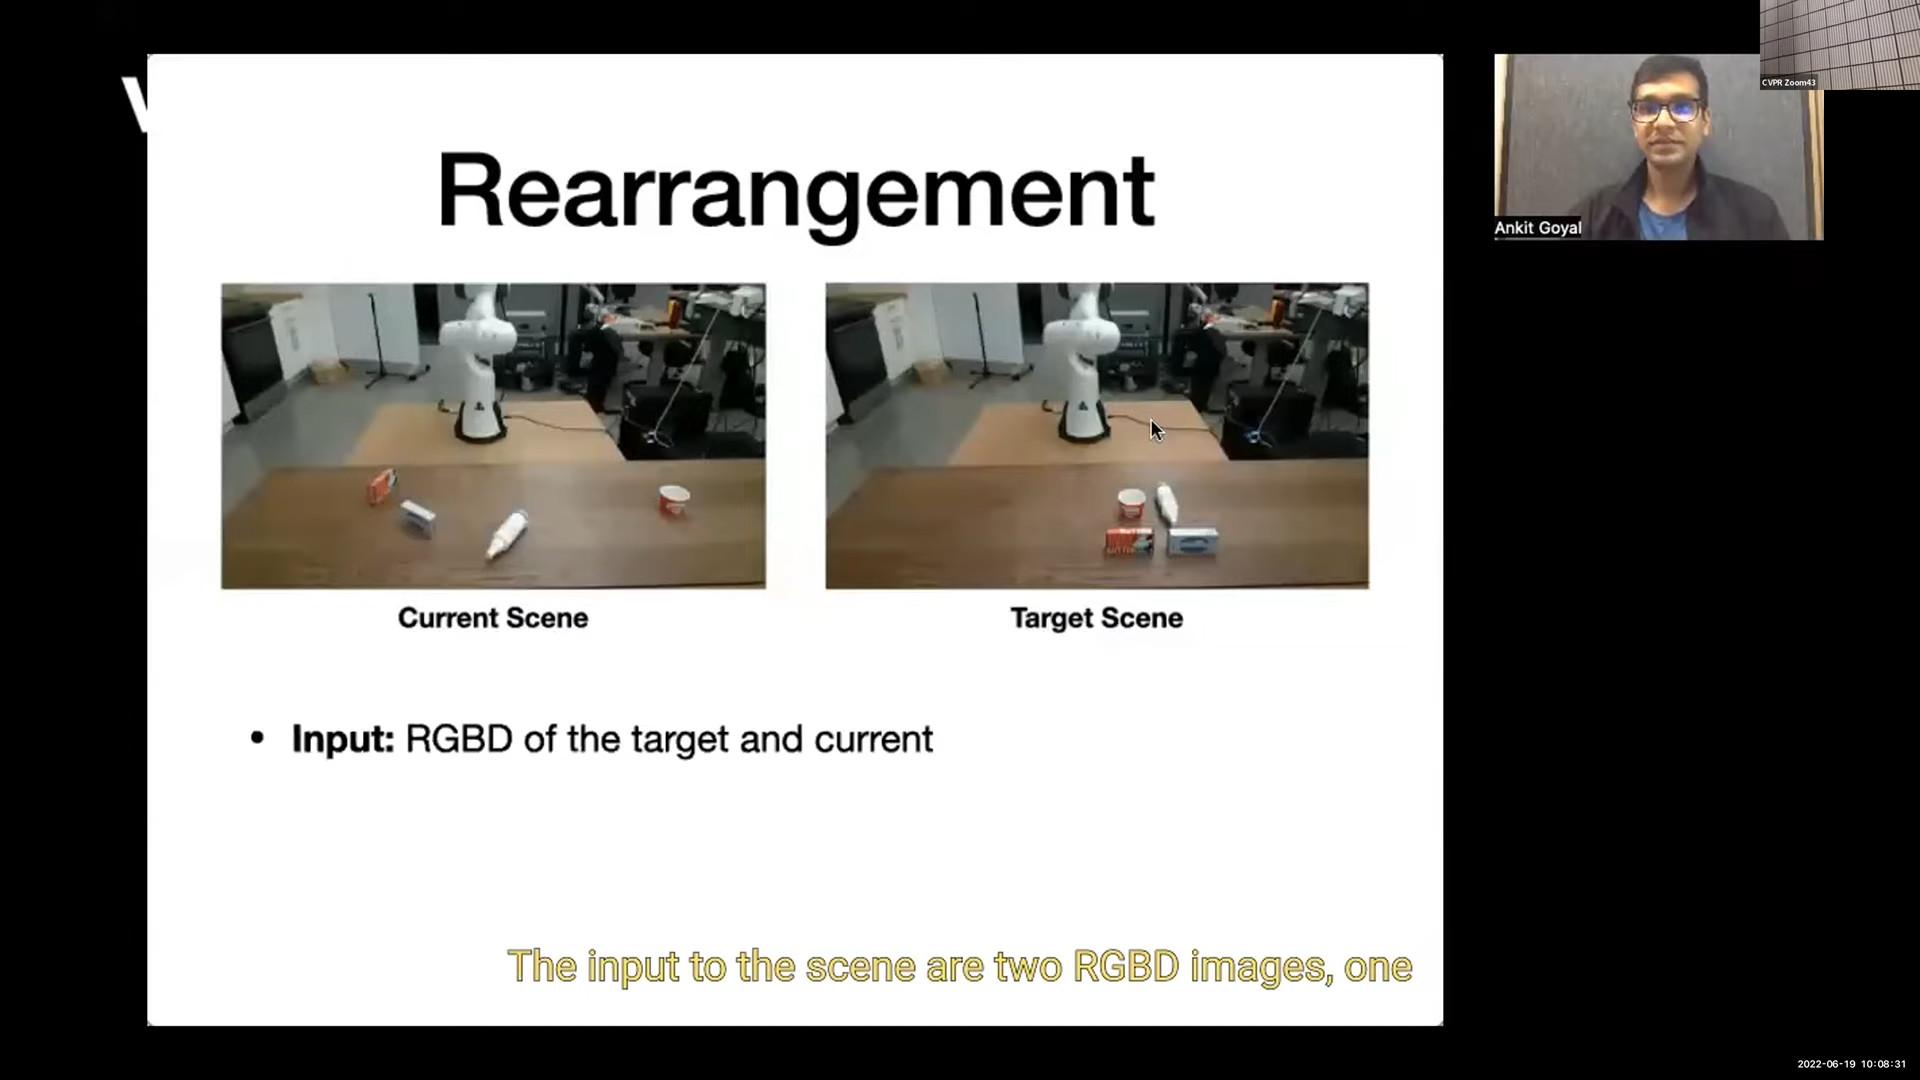 Rearrangement
Current Scene
Target Scene
• Input: RGBD of the target and current
The input to the scene are two RGBD images, one
CVPR Zoom43
Ankit Goyal
2022-06-19 10:08:31